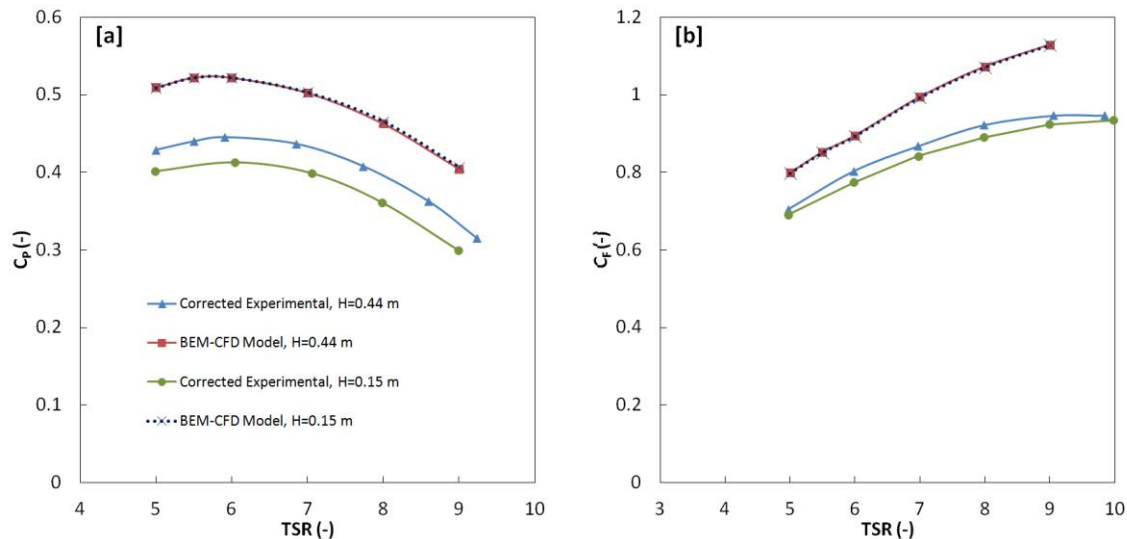 [a]
0.6
0.5
0.4
0.3
0.2
0.1
0
Cₚ (-)
Corrected Experimental, H=0.44 m
BEM-CFD Model, H=0.44 m
Corrected Experimental, H=0.15 m
BEM-CFD Model, H=0.15 m
4 5 6 7 8 9 10
TSR (-)
[b]
1.2
1
0.8
0.6
0.4
0.2
0
C_F (-)
3 4 5 6 7 8 9 10
TSR (-)